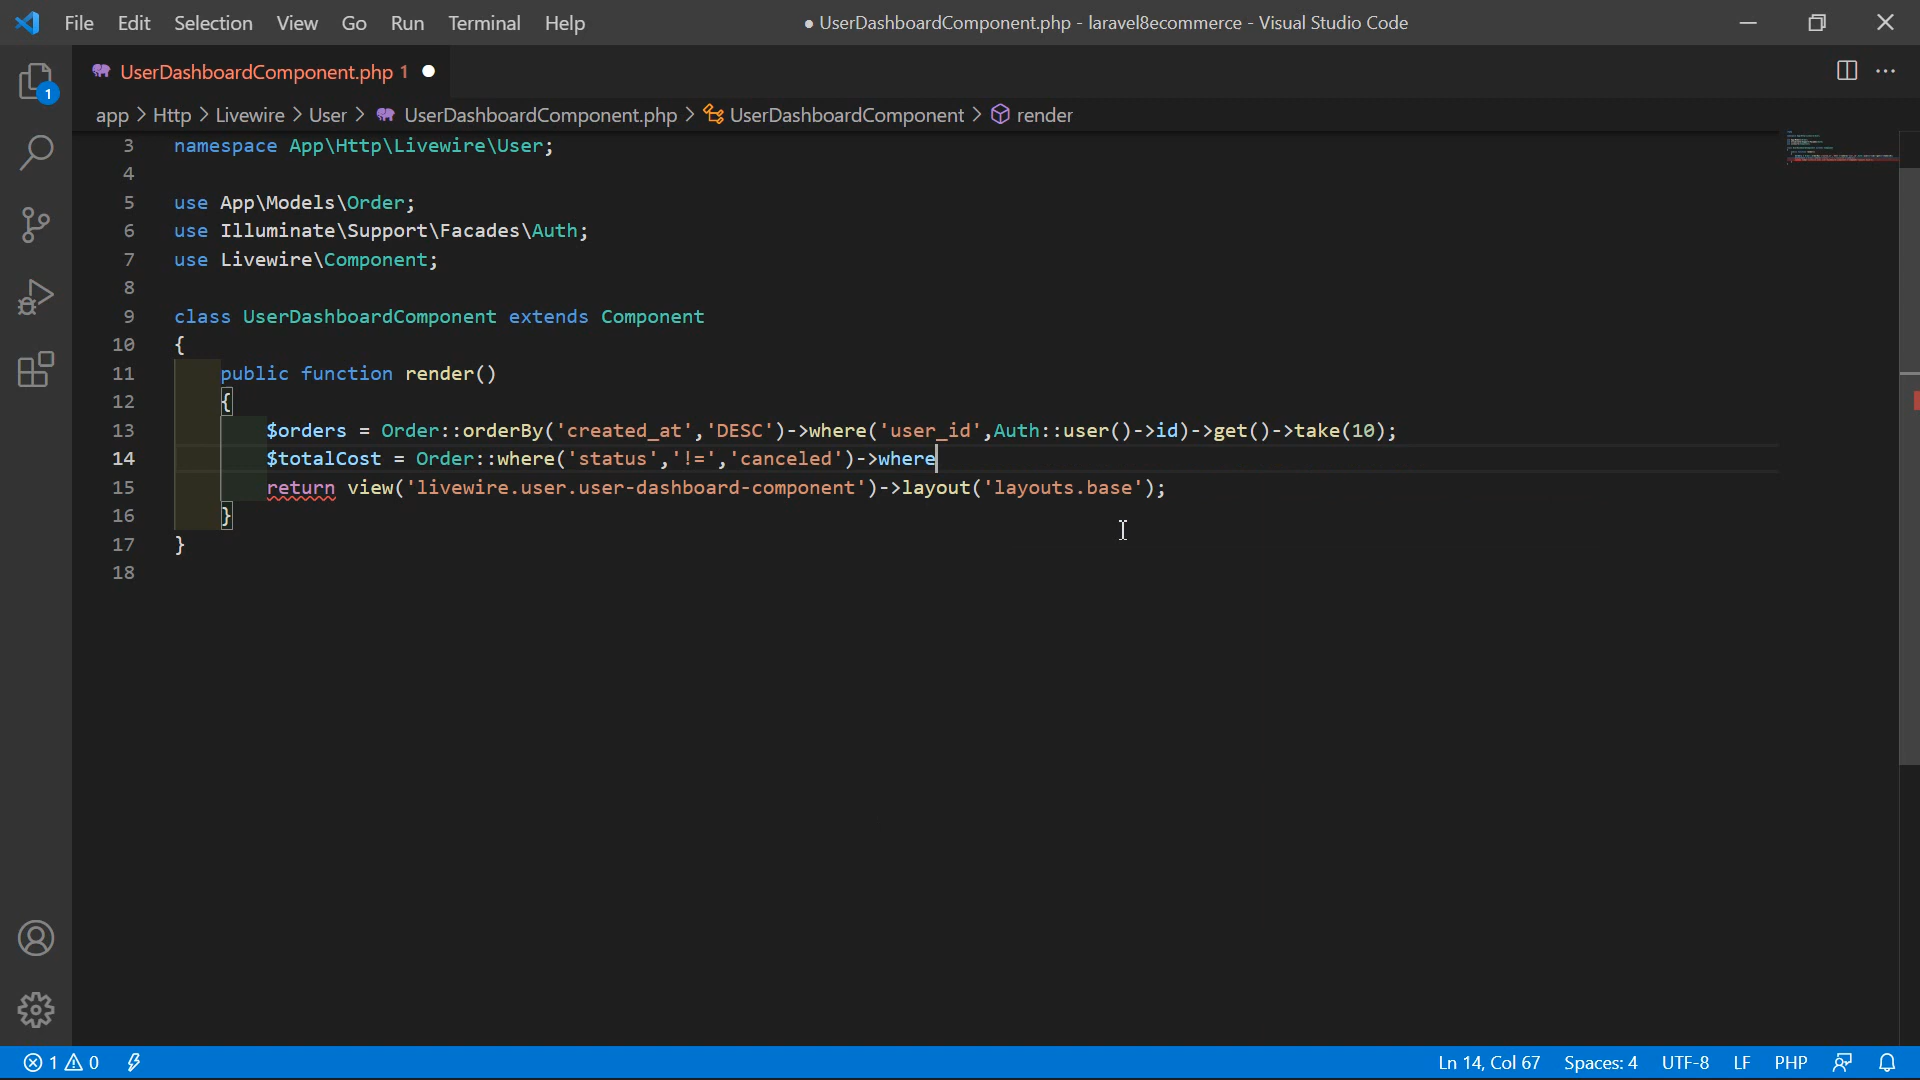 File Edit Selection View Go Run Terminal Help ● UserDashboardComponent.php - laravel8ecommerce - Visual Studio Code
UserDashboardComponent.php 1
1
app > Http > Livewire > User > UserDashboardComponent.php > UserDashboardComponent > render
3 namespace App\Http\Livewire\User;
4
5 use App\Models\Order;
6 use Illuminate\Support\Facades\Auth;
7 use Livewire\Component;
8
9 class UserDashboardComponent extends Component
10 {
11 public function render()
12 {
13 $orders = Order::orderBy('created_at','DESC')->where('user_id',Auth::user()->id)->get()->take(10);
14 $totalCost = Order::where('status','!=','canceled')->where
15 return view('livewire.user.user-dashboard-component')->layout('layouts.base');
16 }
17 }
18
1 0 Ln 14, Col 67 Spaces: 4 UTF-8 LF PHP